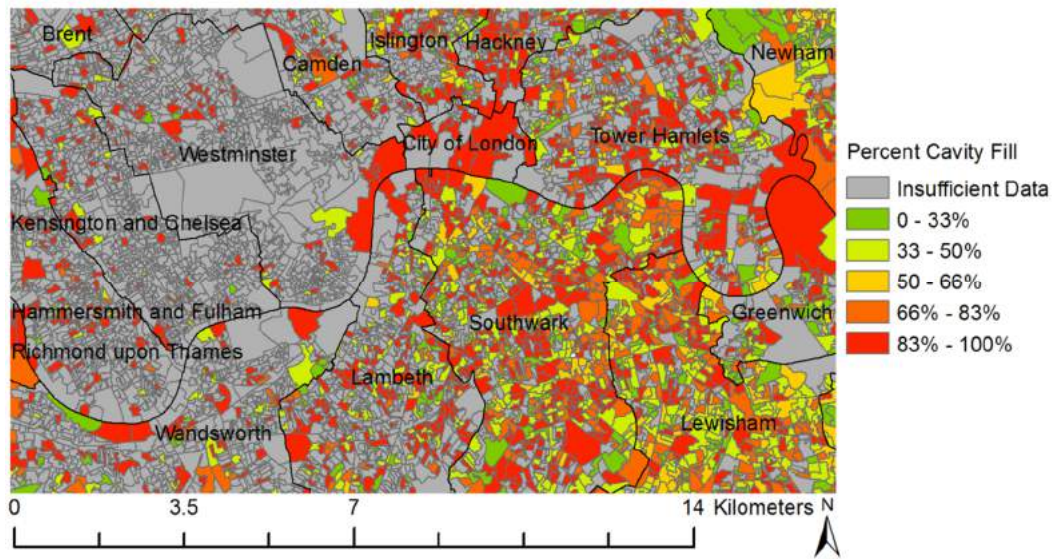 Brent
Camden
Islington
Hackney
Newham
Westminster
City of London
Tower Hamlets
Kensington and Chelsea
Hammersmith and Fulham
Richmond upon Thames
Southwark
Greenwich
Lambeth
Wandsworth
Lewisham
Percent Cavity Fill
Insufficient Data
0 - 33%
33 - 50%
50 - 66%
66% - 83%
83% - 100%
0 3.5 7 14 Kilometers
N